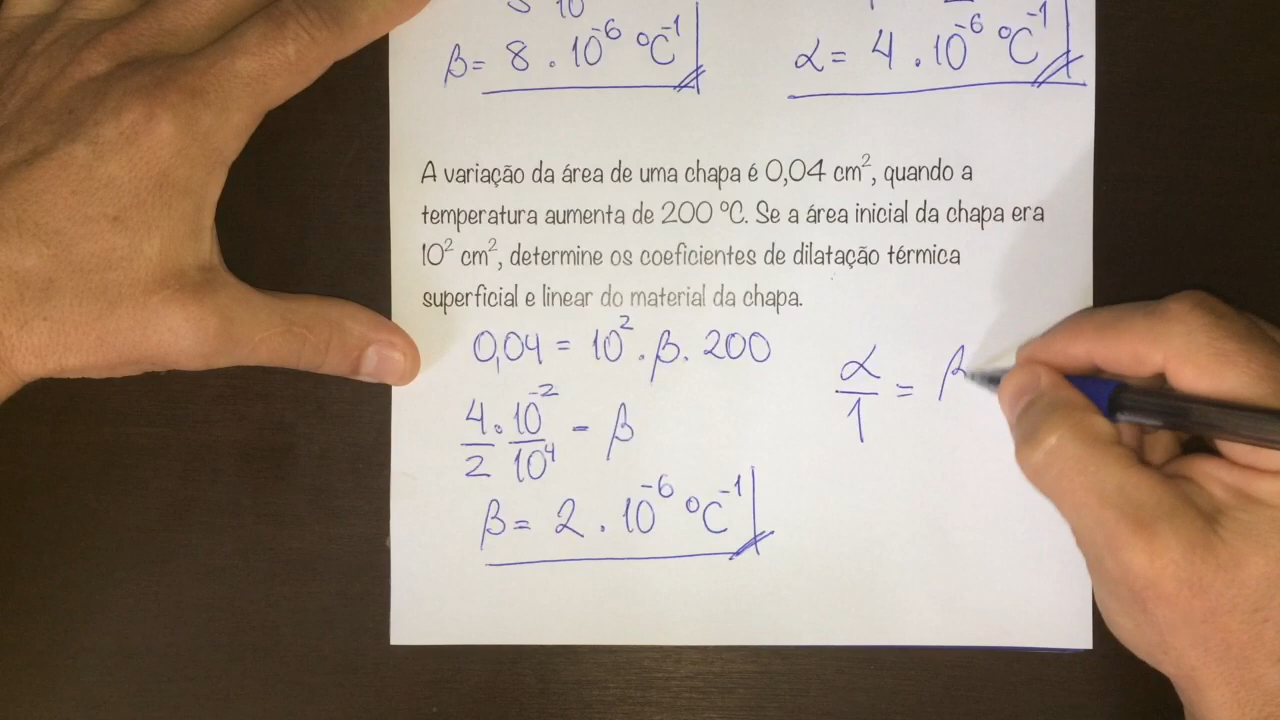 β = 8 . 10⁻⁶ °C⁻¹
α = 4 . 10⁻⁶ °C⁻¹
A variação da área de uma chapa é 0,04 cm², quando a
temperatura aumenta de 200 °C. Se a área inicial da chapa era
10² cm², determine os coeficientes de dilatação térmica
superficial e linear do material da chapa.
0,04 = 10² . β . 200
4/2 . 10⁻²/10⁴ = β
β = 2 . 10⁻⁶ °C⁻¹
α/1 = β